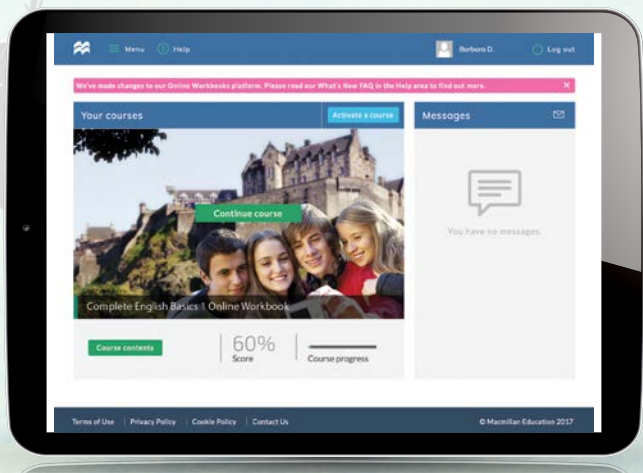 Menu
Help
Barbara D.
Log out
We've made changes to our Online Workbooks platform. Please read our What's New FAQ in the Help area to find out more.
Your courses
Activate a course
Messages
Continue course
You have no messages.
Complete English Basics 1 Online Workbook
Course contents
60%
Score
Course progress
Terms of Use | Privacy Policy | Cookie Policy | Contact Us
© Macmillan Education 2017